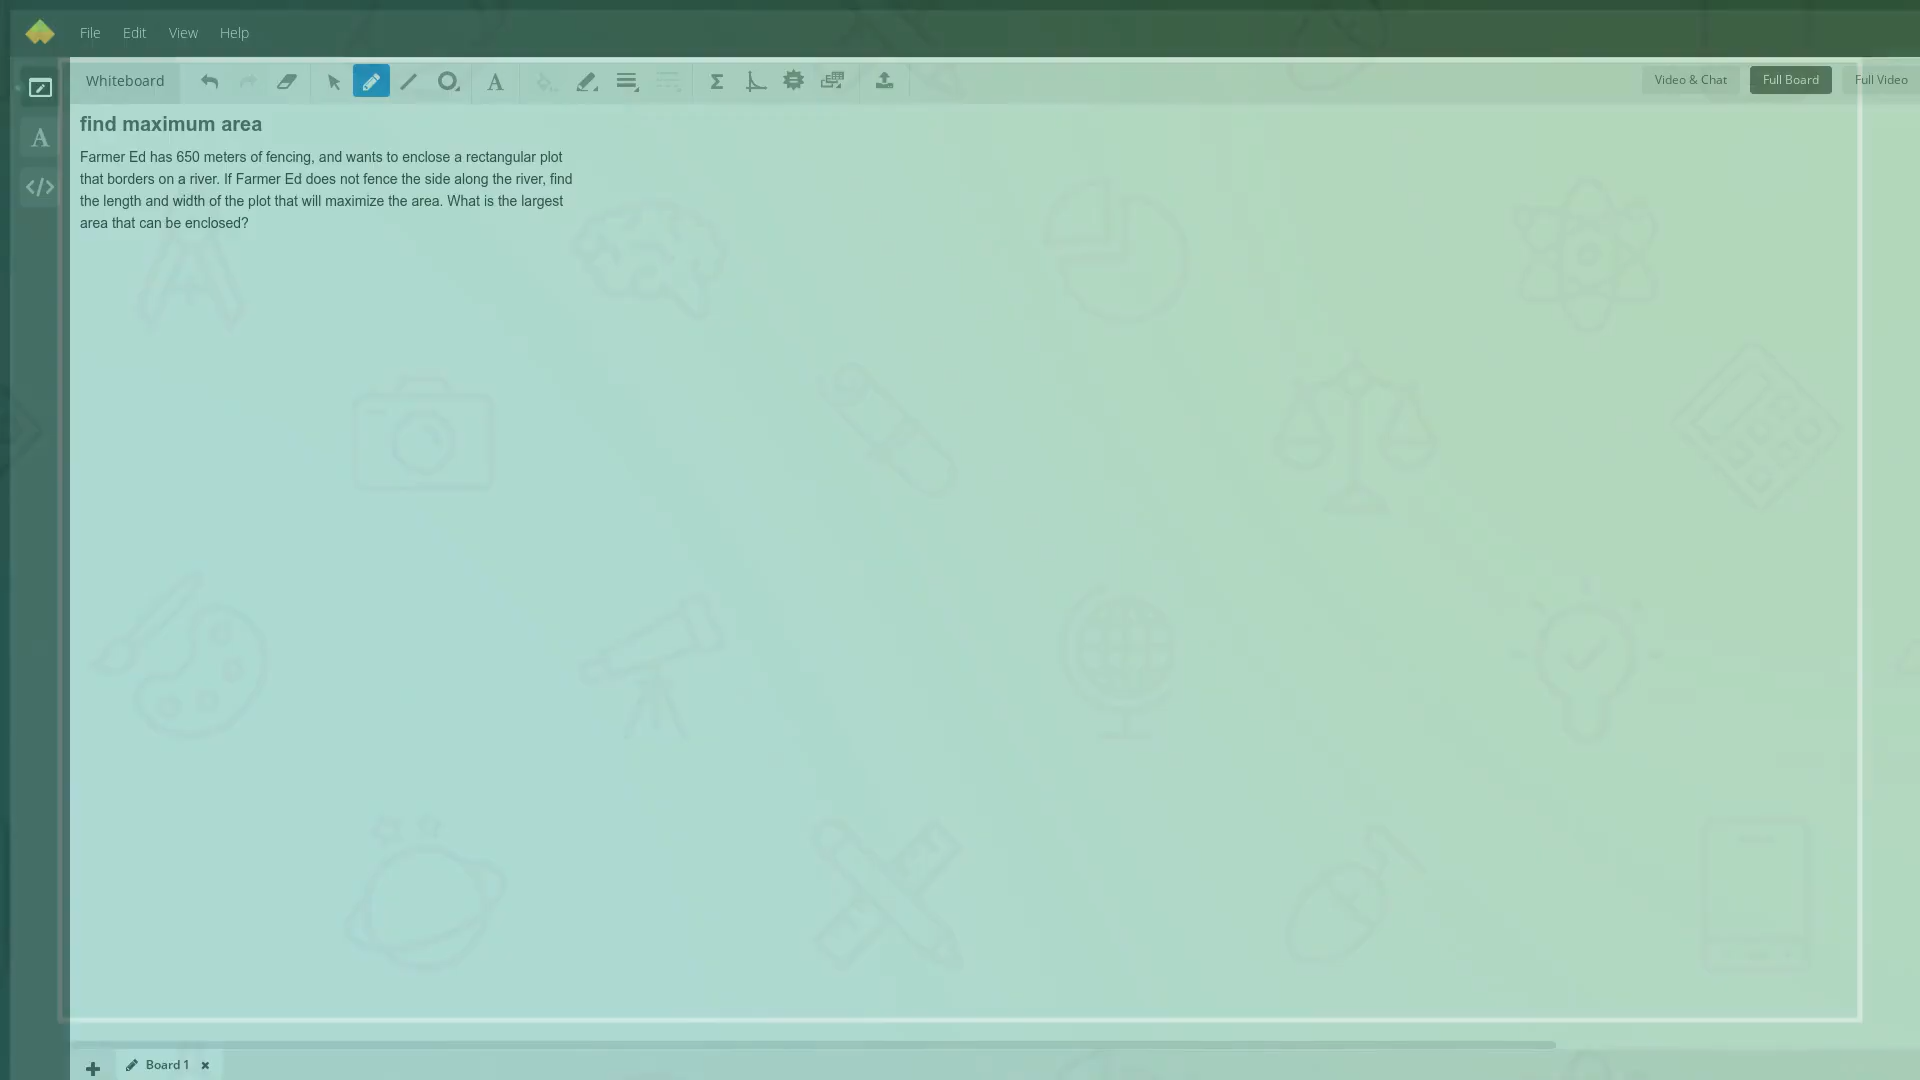 File Edit View Help
Whiteboard
Video & Chat Full Board Full Video
find maximum area
Farmer Ed has 650 meters of fencing, and wants to enclose a rectangular plot
that borders on a river. If Farmer Ed does not fence the side along the river, find
the length and width of the plot that will maximize the area. What is the largest
area that can be enclosed?
Board 1